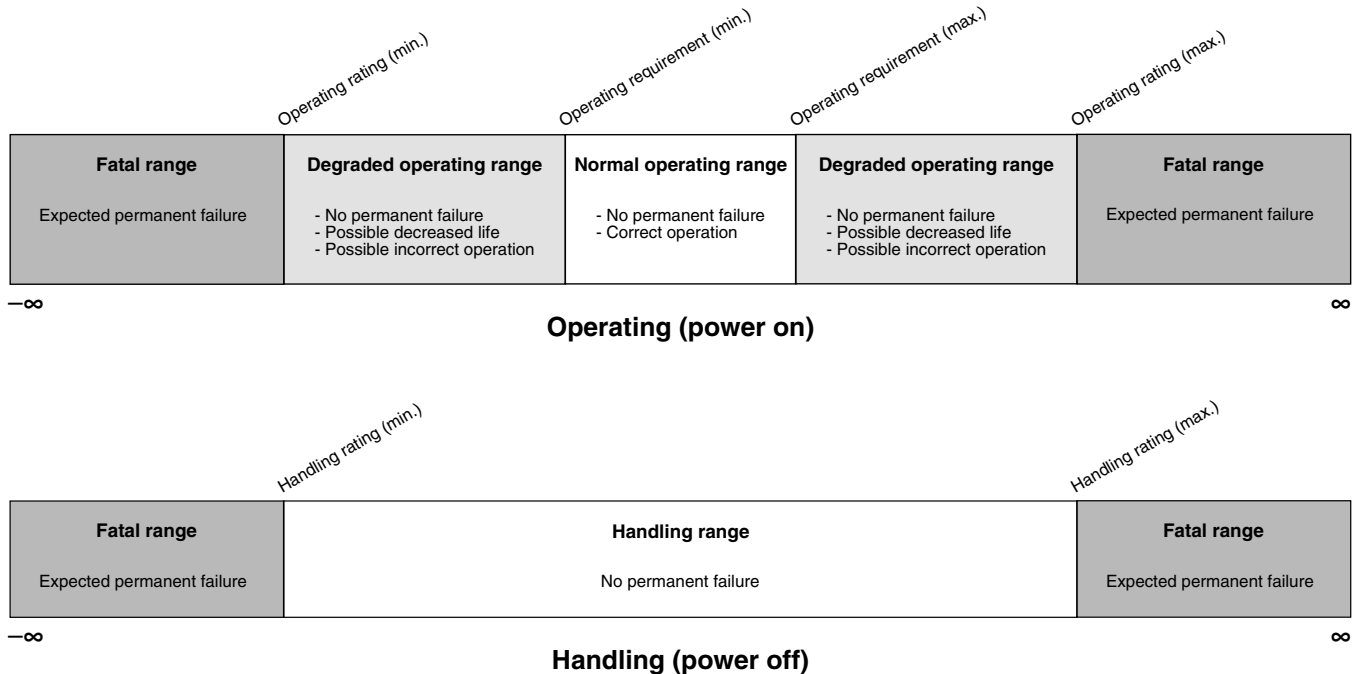 Operating rating (min.)
Operating requirement (min.)
Operating requirement (max.)
Operating rating (max.)
Fatal range
Expected permanent failure
Degraded operating range
- No permanent failure
- Possible decreased life
- Possible incorrect operation
Normal operating range
- No permanent failure
- Correct operation
Degraded operating range
- No permanent failure
- Possible decreased life
- Possible incorrect operation
Fatal range
Expected permanent failure
–∞
∞
Operating (power on)
Handling rating (min.)
Handling rating (max.)
Fatal range
Expected permanent failure
Handling range
No permanent failure
Fatal range
Expected permanent failure
–∞
∞
Handling (power off)